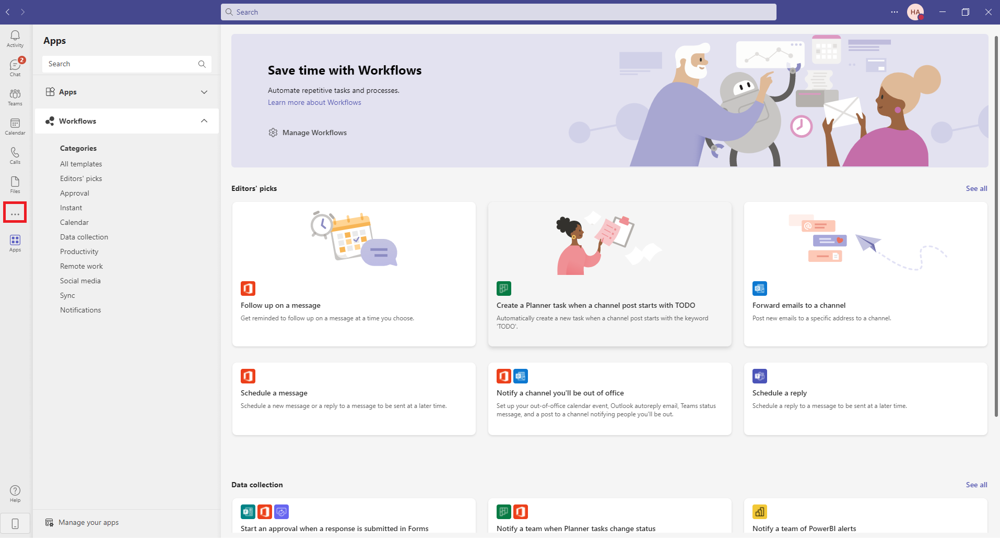 Search
HA
Activity
2
Chat
Teams
Calendar
Calls
Files
Apps
Help
Apps
Search
Apps
Workflows
Categories
All templates
Editors' picks
Approval
Instant
Calendar
Data collection
Productivity
Remote work
Social media
Sync
Notifications
Manage your apps
Save time with Workflows
Automate repetitive tasks and processes.
Learn more about Workflows
Manage Workflows
Editors' picks
See all
Follow up on a message
Get reminded to follow up on a message at a time you choose.
Create a Planner task when a channel post starts with TODO
Automatically create a new task when a channel post starts with the keyword
'TODO'.
@
Forward emails to a channel
Post new emails to a specific address to a channel.
Schedule a message
Schedule a new message or a reply to a message to be sent at a later time.
Notify a channel you'll be out of office
Set up your out-of-office calendar event, Outlook autoreply email, Teams status
message, and a post to a channel notifying people you'll be out.
Schedule a reply
Schedule a reply to a message to be sent at a later time.
Data collection
See all
Start an approval when a response is submitted in Forms
Notify a team when Planner tasks change status
Notify a team of PowerBI alerts